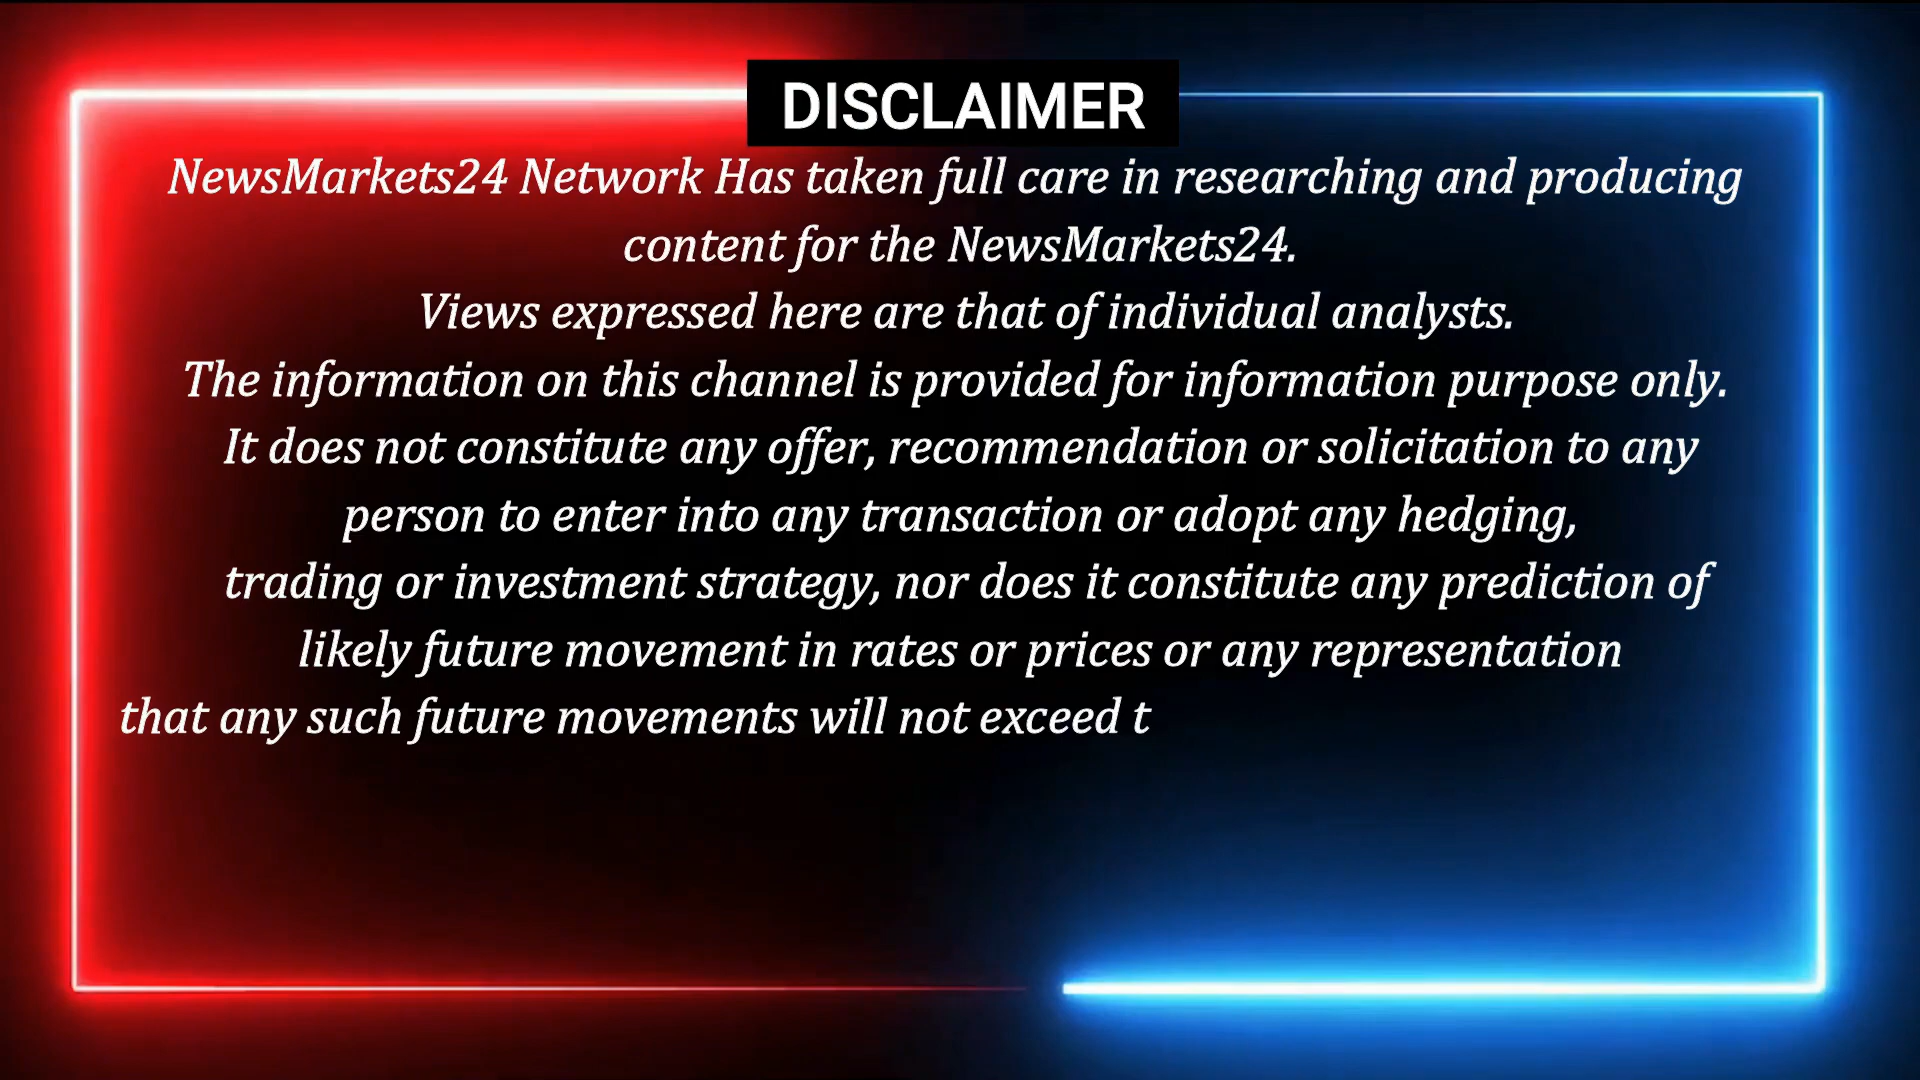 DISCLAIMER
NewsMarkets24 Network Has taken full care in researching and producing
content for the NewsMarkets24.
Views expressed here are that of individual analysts.
The information on this channel is provided for information purpose only.
It does not constitute any offer, recommendation or solicitation to any
person to enter into any transaction or adopt any hedging,
trading or investment strategy, nor does it constitute any prediction of
likely future movement in rates or prices or any representation
that any such future movements will not exceed t